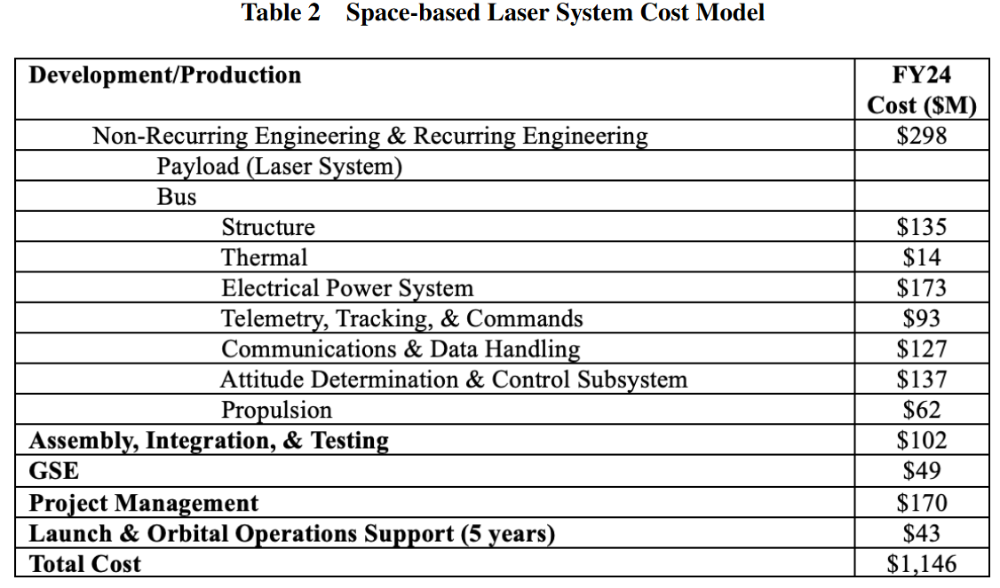 Table 2 Space-based Laser System Cost Model
Development/Production FY24
Cost ($M)
Non-Recurring Engineering & Recurring Engineering $298
Payload (Laser System)
Bus
Structure $135
Thermal $14
Electrical Power System $173
Telemetry, Tracking, & Commands $93
Communications & Data Handling $127
Attitude Determination & Control Subsystem $137
Propulsion $62
Assembly, Integration, & Testing $102
GSE $49
Project Management $170
Launch & Orbital Operations Support (5 years) $43
Total Cost $1,146